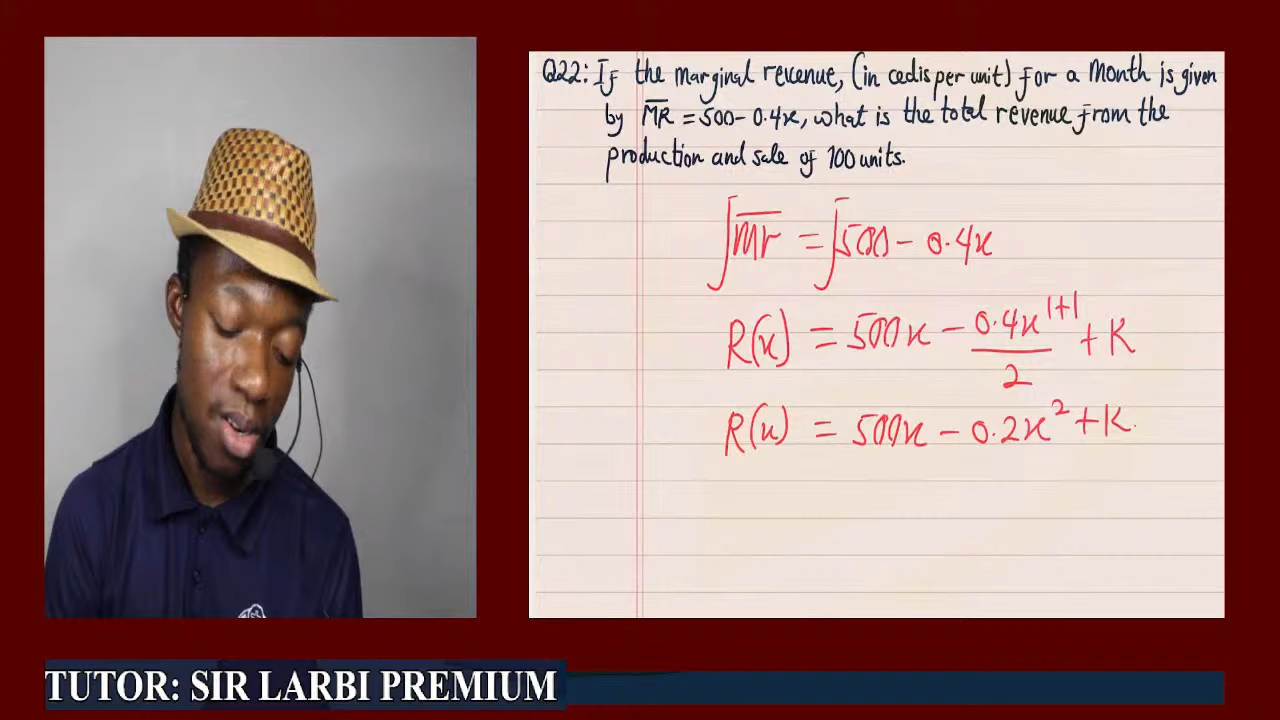 Q22: If the marginal revenue, (in cedis per unit) for a Month is given
by M̅R̅ = 500 - 0.4x, what is the total revenue from the
production and sale of 100 units.
∫M̅r̅ = ∫500 - 0.4x
R(x) = 500x - 0.4x^(1+1)/2 + K
R(x) = 500x - 0.2x² + K.
TUTOR: SIR LARBI PREMIUM